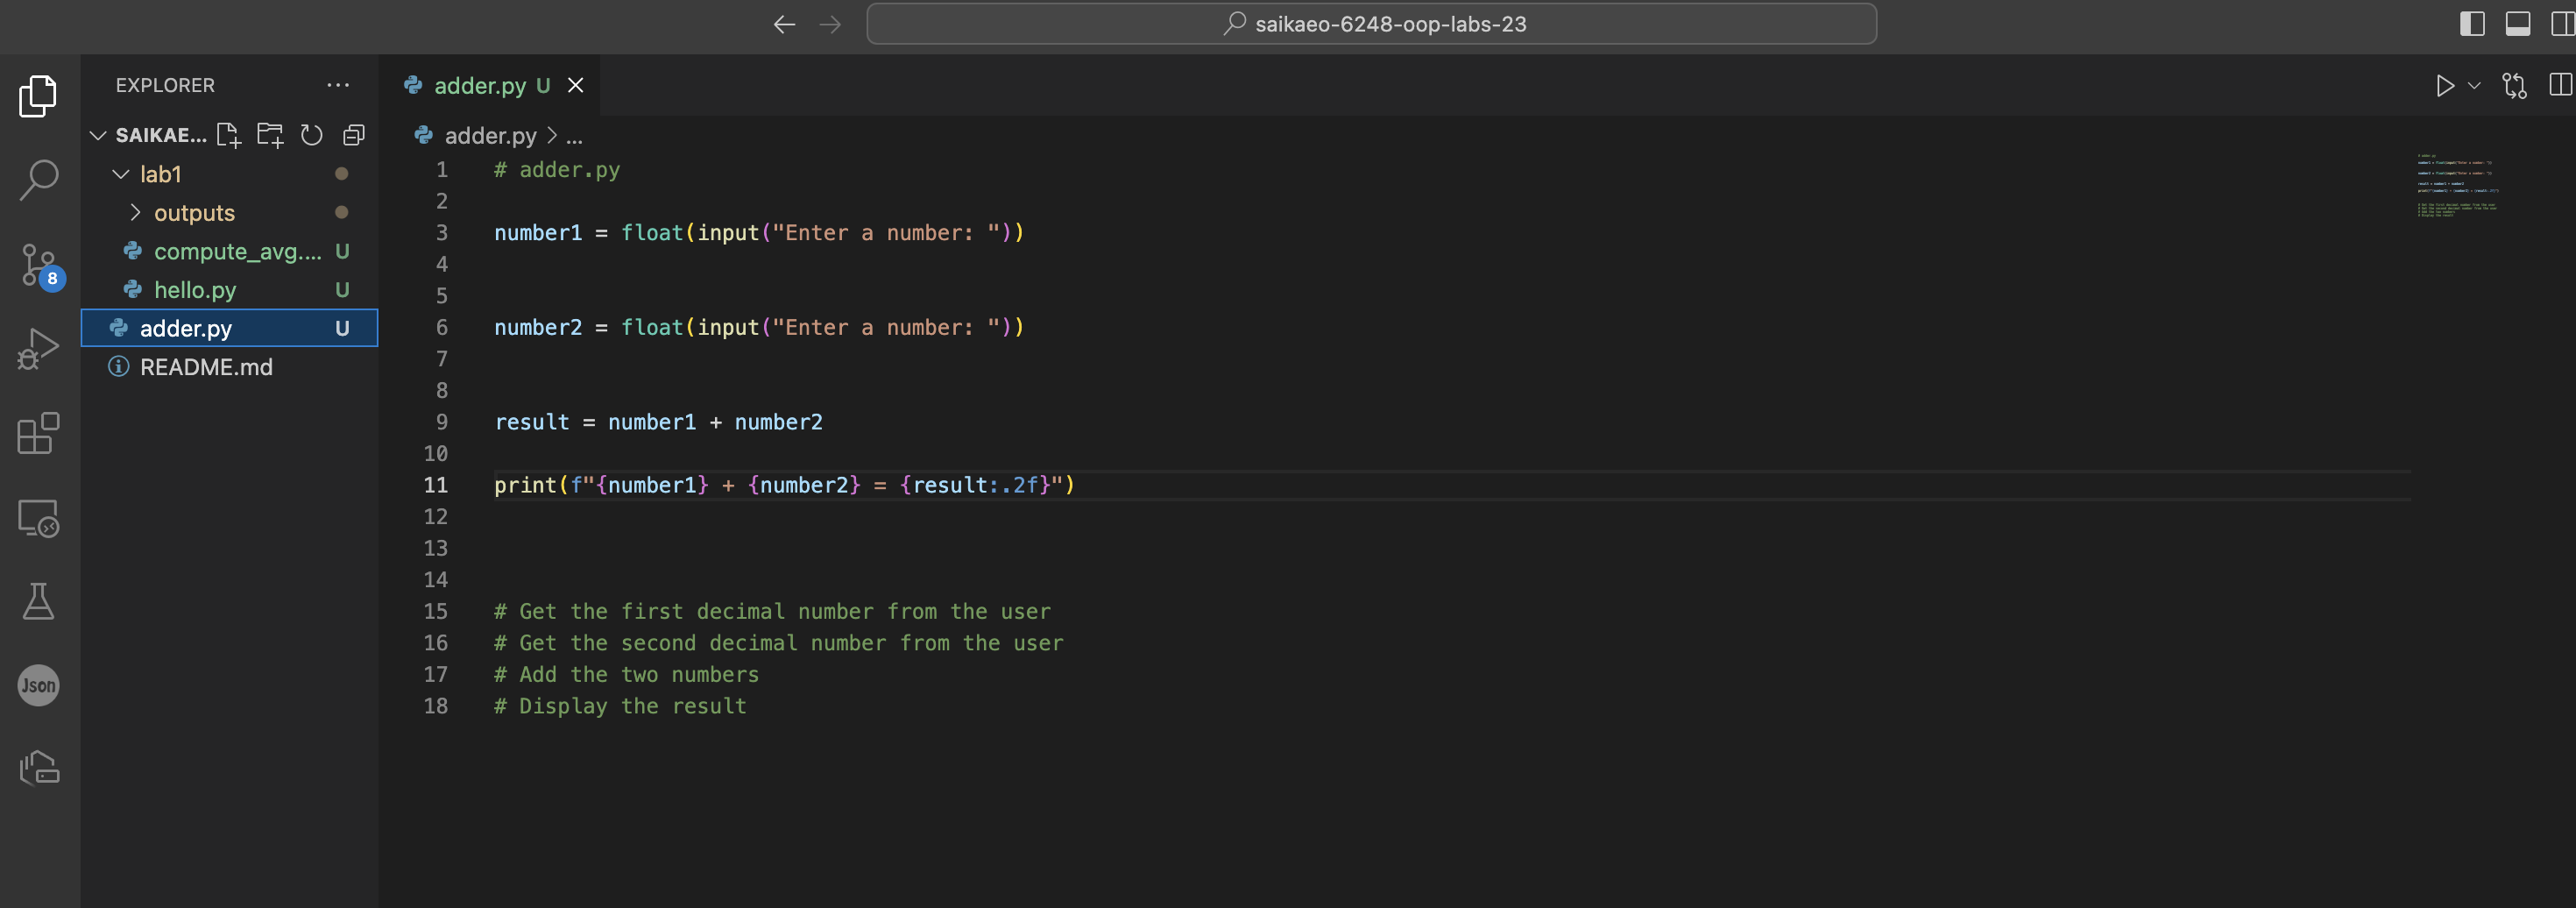 saikaeo-6248-oop-labs-23
EXPLORER
SAIKAE...
lab1
outputs
compute_avg.... U
hello.py U
adder.py U
README.md
8
Json
adder.py U
adder.py > ...
1 # adder.py
2
3 number1 = float(input("Enter a number: "))
4
5
6 number2 = float(input("Enter a number: "))
7
8
9 result = number1 + number2
10
11 print(f"{number1} + {number2} = {result:.2f}")
12
13
14
15 # Get the first decimal number from the user
16 # Get the second decimal number from the user
17 # Add the two numbers
18 # Display the result